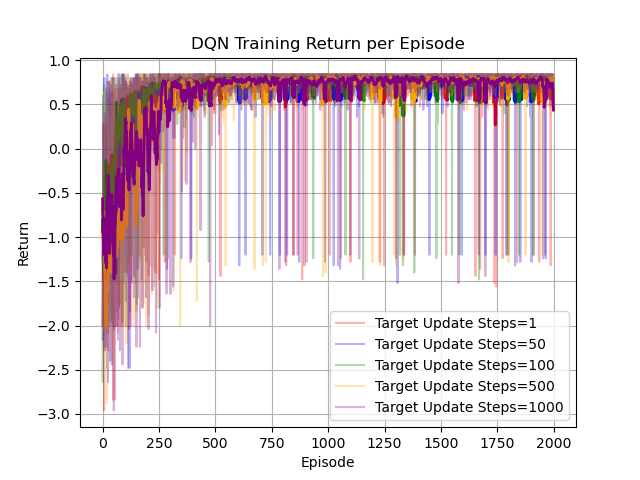 DQN Training Return per Episode
1.0
0.5
0.0
−0.5
−1.0
−1.5
−2.0
−2.5
−3.0
Return
0 250 500 750 1000 1250 1500 1750 2000
Episode
Target Update Steps=1
Target Update Steps=50
Target Update Steps=100
Target Update Steps=500
Target Update Steps=1000